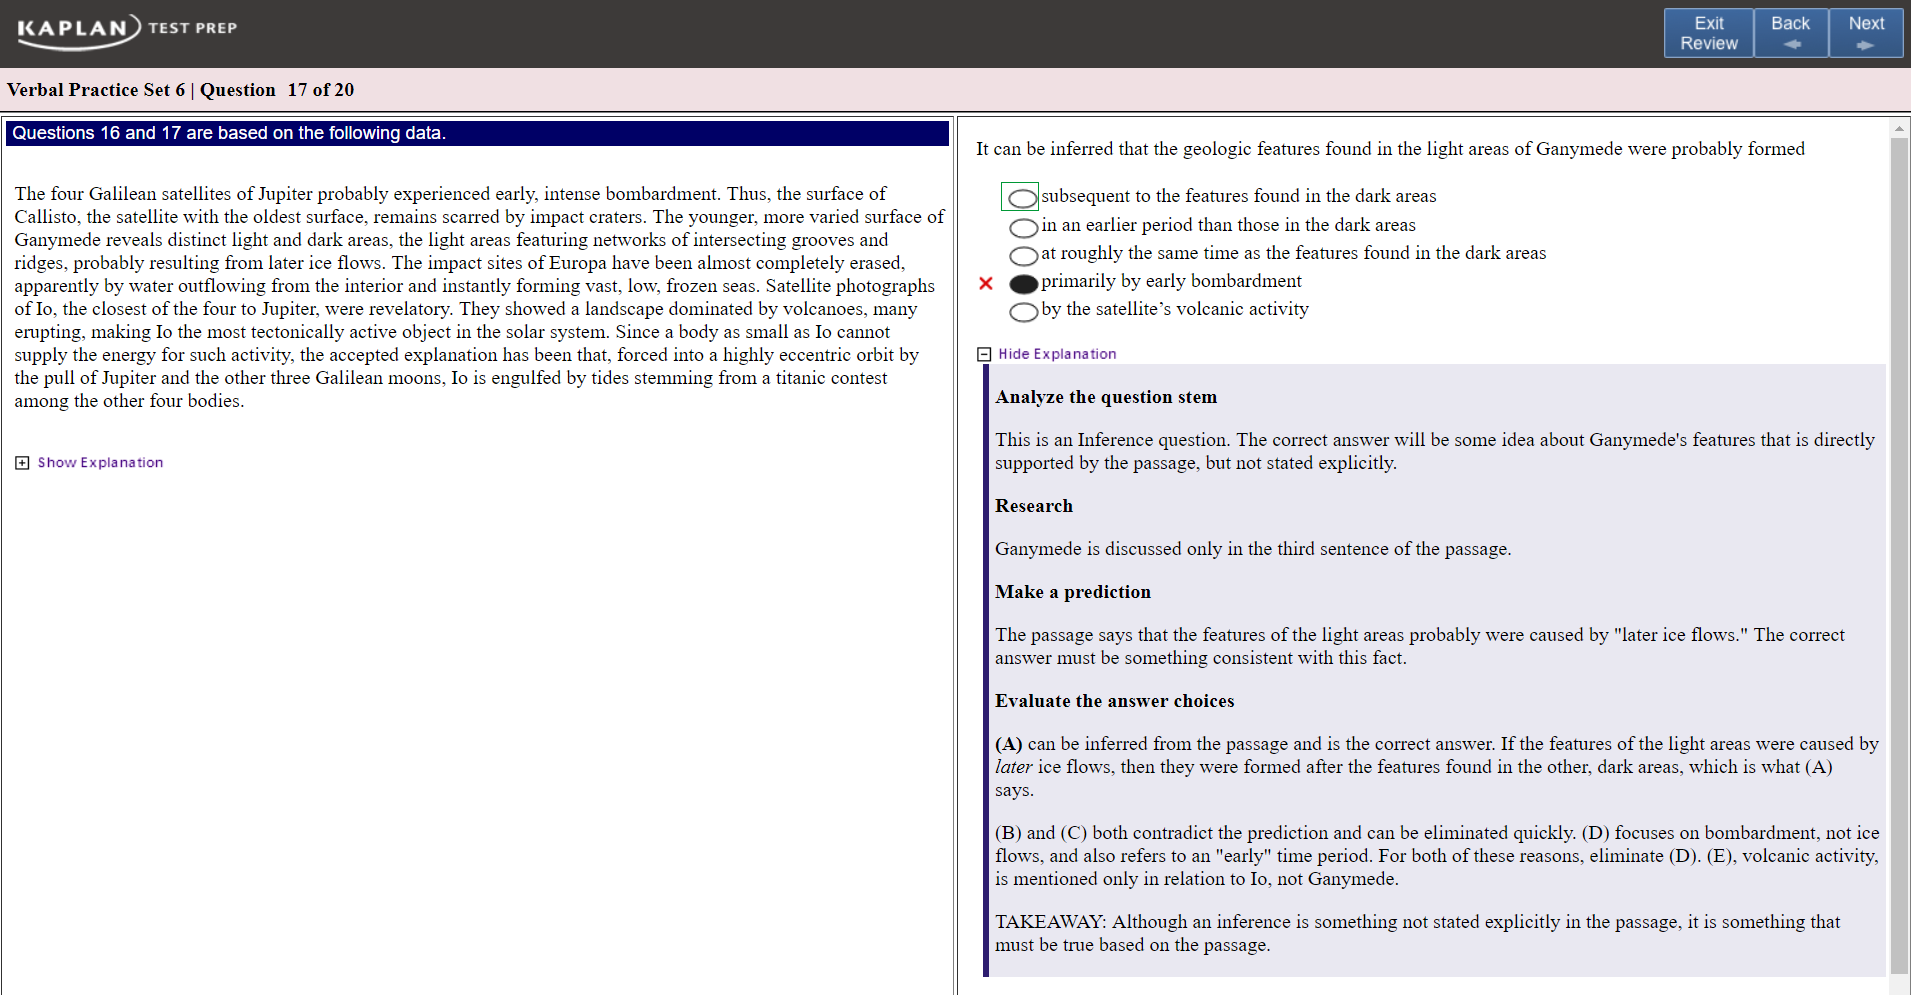 KAPLAN TEST PREP
Exit Review
Back
Next
Verbal Practice Set 6 | Question 17 of 20
Questions 16 and 17 are based on the following data.
The four Galilean satellites of Jupiter probably experienced early, intense bombardment. Thus, the surface of
Callisto, the satellite with the oldest surface, remains scarred by impact craters. The younger, more varied surface of
Ganymede reveals distinct light and dark areas, the light areas featuring networks of intersecting grooves and
ridges, probably resulting from later ice flows. The impact sites of Europa have been almost completely erased,
apparently by water outflowing from the interior and instantly forming vast, low, frozen seas. Satellite photographs
of Io, the closest of the four to Jupiter, were revelatory. They showed a landscape dominated by volcanoes, many
erupting, making Io the most tectonically active object in the solar system. Since a body as small as Io cannot
supply the energy for such activity, the accepted explanation has been that, forced into a highly eccentric orbit by
the pull of Jupiter and the other three Galilean moons, Io is engulfed by tides stemming from a titanic contest
among the other four bodies.
Show Explanation
It can be inferred that the geologic features found in the light areas of Ganymede were probably formed
subsequent to the features found in the dark areas
in an earlier period than those in the dark areas
at roughly the same time as the features found in the dark areas
primarily by early bombardment
by the satellite’s volcanic activity
Hide Explanation
Analyze the question stem
This is an Inference question. The correct answer will be some idea about Ganymede's features that is directly
supported by the passage, but not stated explicitly.
Research
Ganymede is discussed only in the third sentence of the passage.
Make a prediction
The passage says that the features of the light areas probably were caused by "later ice flows." The correct
answer must be something consistent with this fact.
Evaluate the answer choices
(A) can be inferred from the passage and is the correct answer. If the features of the light areas were caused by
later ice flows, then they were formed after the features found in the other, dark areas, which is what (A)
says.
(B) and (C) both contradict the prediction and can be eliminated quickly. (D) focuses on bombardment, not ice
flows, and also refers to an "early" time period. For both of these reasons, eliminate (D). (E), volcanic activity,
is mentioned only in relation to Io, not Ganymede.
TAKEAWAY: Although an inference is something not stated explicitly in the passage, it is something that
must be true based on the passage.